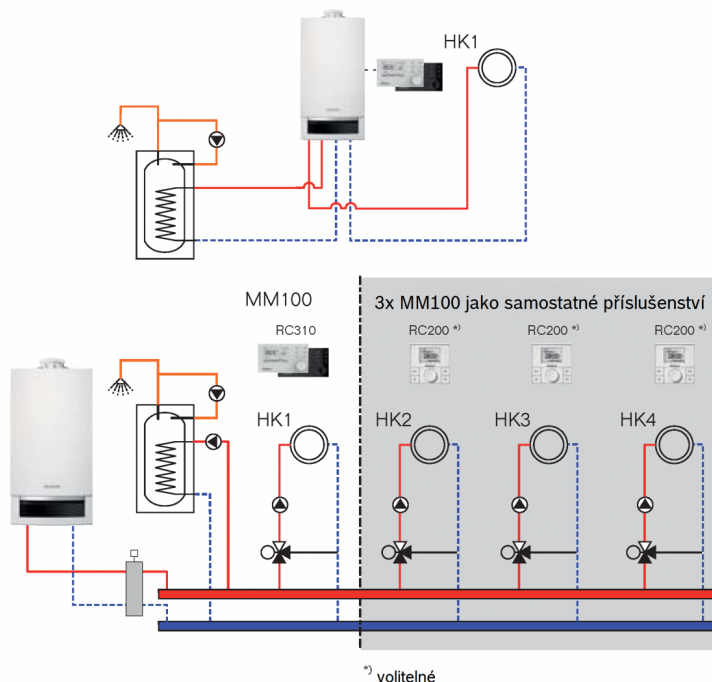 HK1
MM100
3x MM100 jako samostatné příslušenství
RC310
RC200 *)
RC200 *)
RC200 *)
HK1
HK2
HK3
HK4
*) volitelné